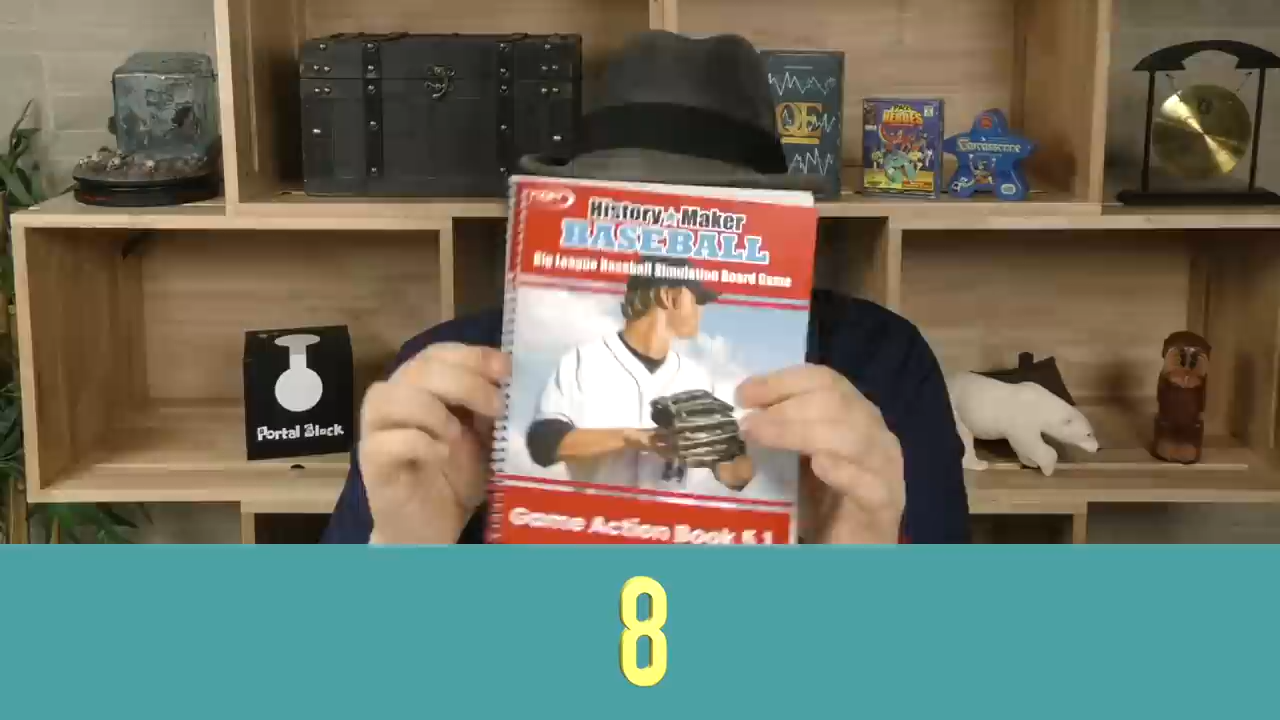 QE
HEROES
Carcassonne
History Maker
BASEBALL
Big League Baseball Simulation Board Game
Portal Block
Game Action Book 5.1
8